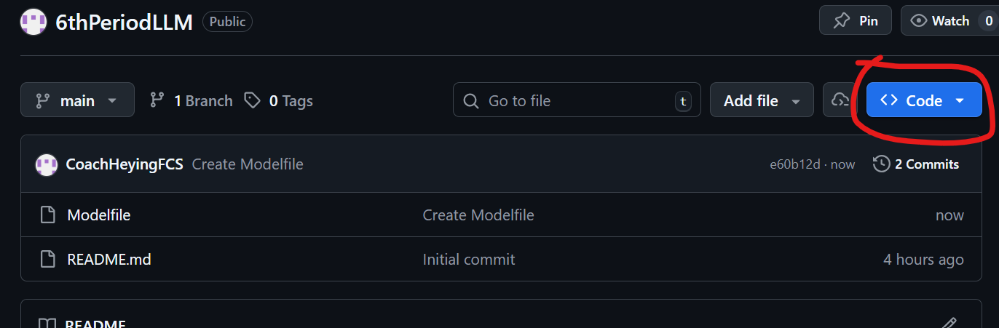 6thPeriodLLM Public Pin Watch 0
main 1 Branch 0 Tags Go to file t Add file Code
CoachHeyingFCS Create Modelfile e60b12d · now 2 Commits
Modelfile Create Modelfile now
README.md Initial commit 4 hours ago
README